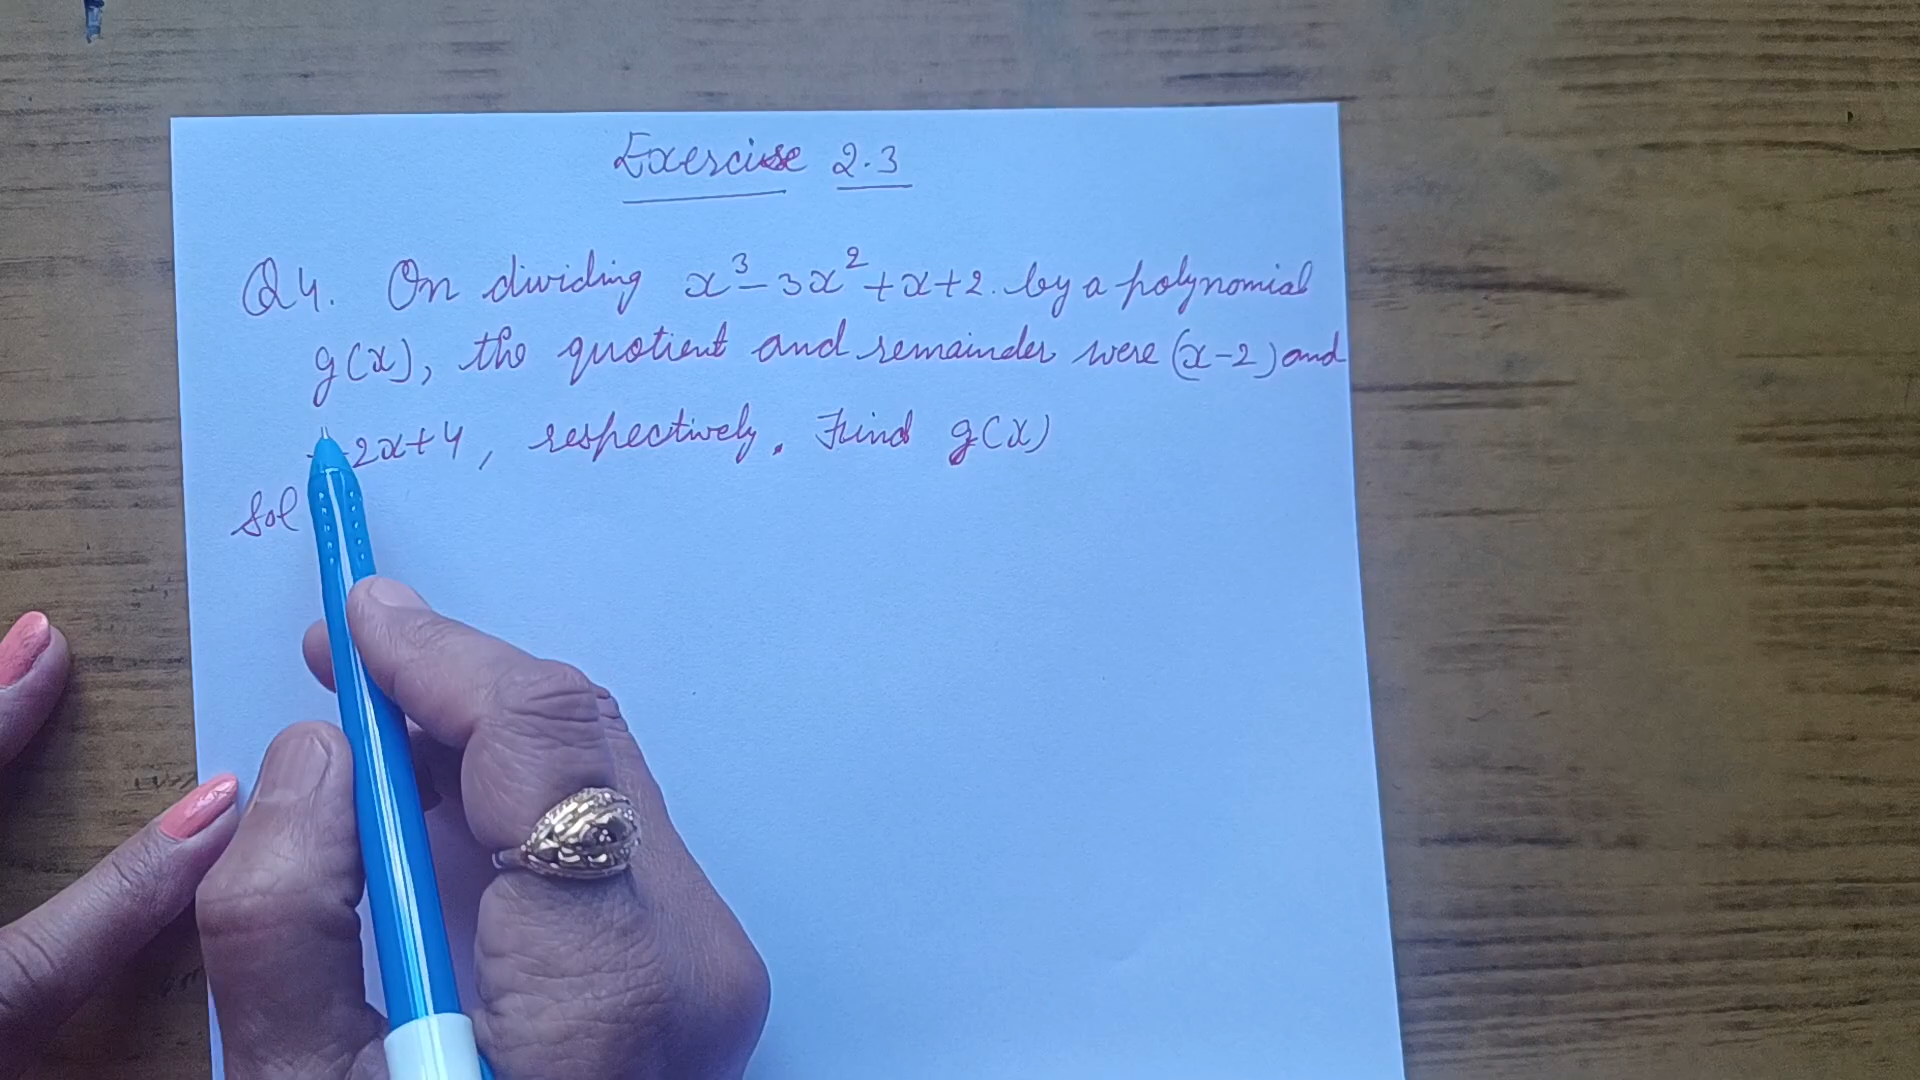 Exercise 2.3
Q4. On dividing x³-3x²+x+2. by a polynomial
g(x), the quotient and remainder were (x-2) and
-2x+4, respectively. Find g(x)
Sol